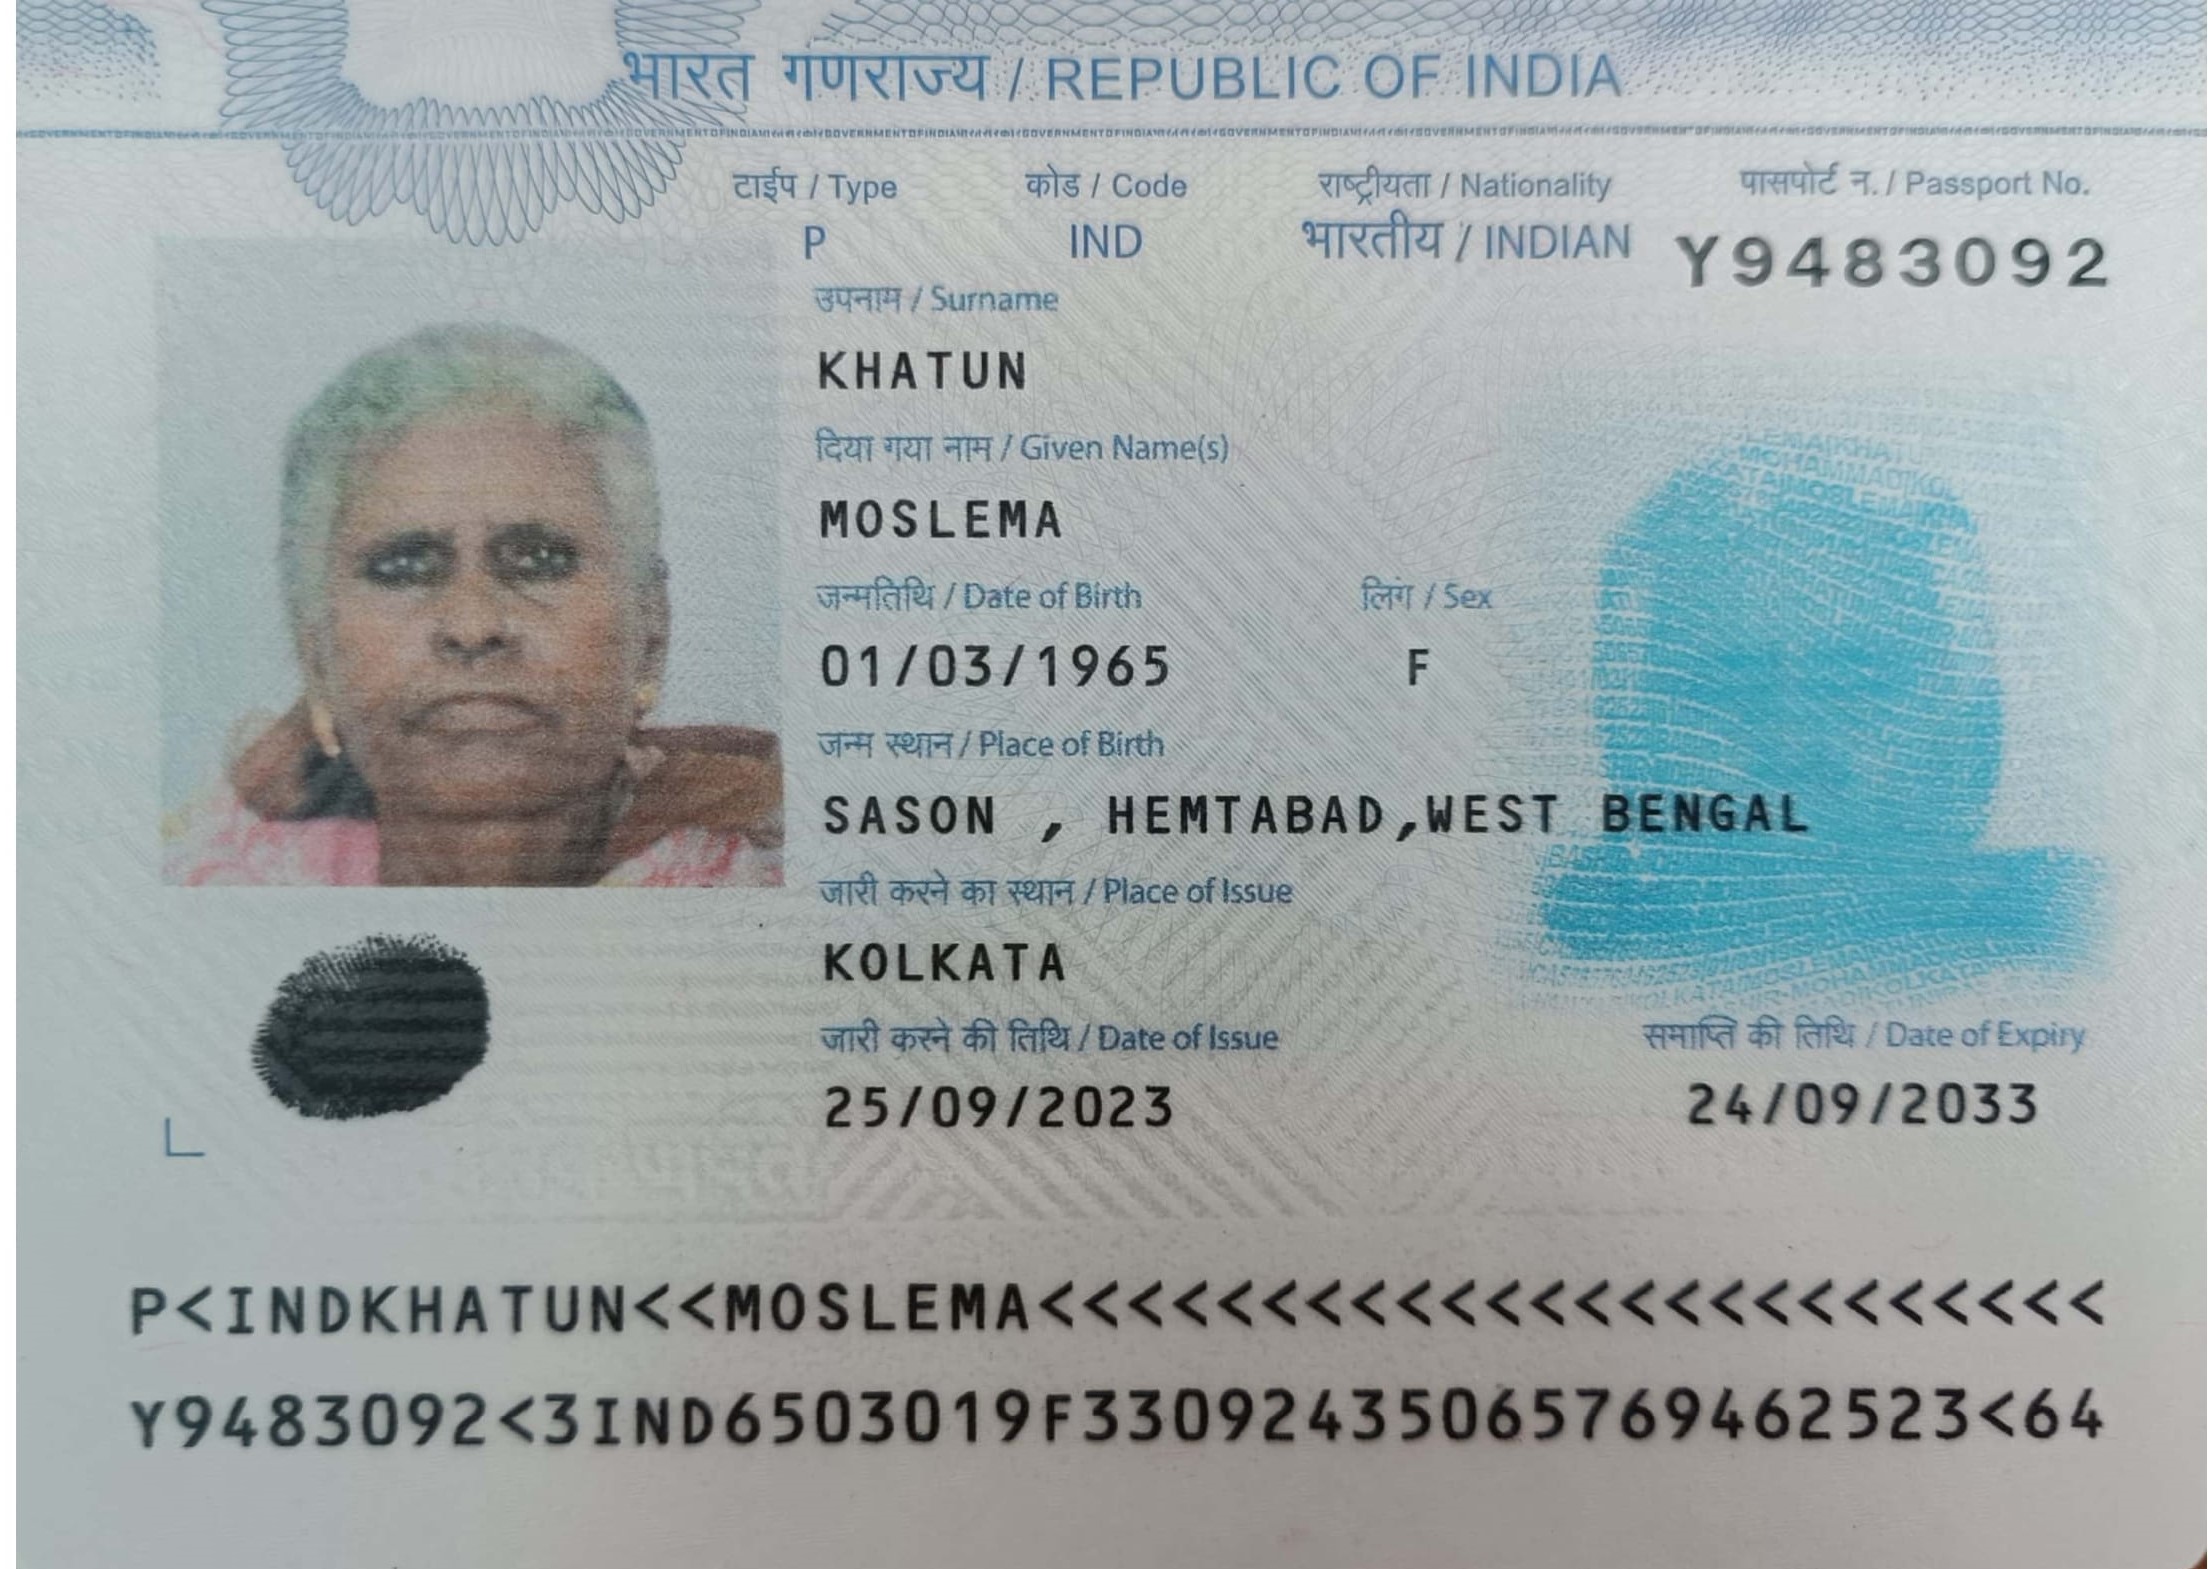 भारत गणराज्य / REPUBLIC OF INDIA
टाईप / Type कोड / Code राष्ट्रीयता / Nationality पासपोर्ट न. / Passport No.
P IND भारतीय / INDIAN Y9483092
उपनाम / Surname
KHATUN
दिया गया नाम / Given Name(s)
MOSLEMA
जन्मतिथि / Date of Birth लिंग / Sex
01/03/1965 F
जन्म स्थान / Place of Birth
SASON , HEMTABAD,WEST BENGAL
जारी करने का स्थान / Place of Issue
KOLKATA
जारी करने की तिथि / Date of Issue समाप्ति की तिथि / Date of Expiry
25/09/2023 24/09/2033
P<INDKHATUN<<MOSLEMA<<<<<<<<<<<<<<<<<<<<<<<<
Y9483092<3IND6503019F3309243506576946​2523<64